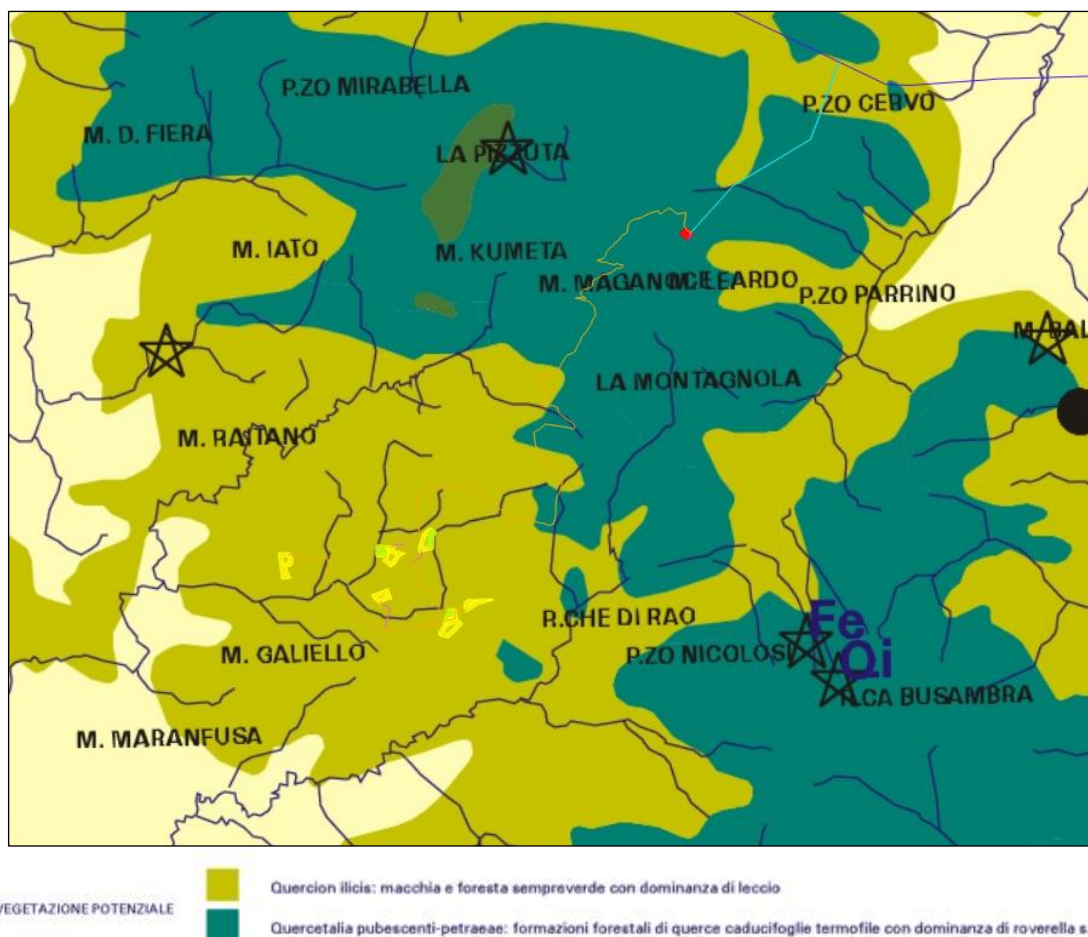 P.ZO MIRABELLA
P.ZO CERVO
M. D. FIERA
LA PIZZUTA
M. IATO
M. KUMETA
M. MAGANOCE
M. LEARDO
P.ZO PARRINO
M. BAL
LA MONTAGNOLA
M. RAITANO
R.CHE DI RAO
Fe
M. GALIELLO
P.ZO NICOLOSI
Qi
R.CA BUSAMBRA
M. MARANFUSA
VEGETAZIONE POTENZIALE
Quercion ilicis: macchia e foresta sempreverde con dominanza di leccio
Quercetalia pubescenti-petraeae: formazioni forestali di querce caducifoglie termofile con dominanza di roverella s